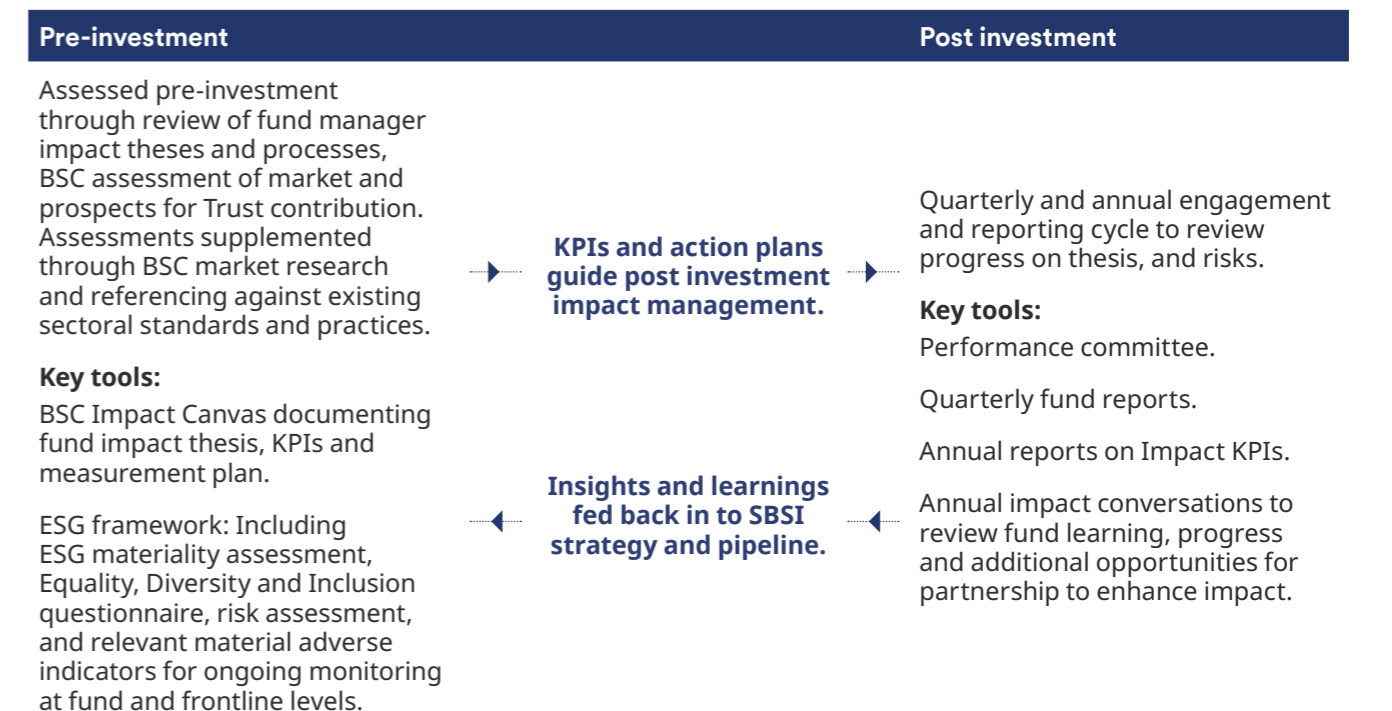 Pre-investment
Post investment
Assessed pre-investment
through review of fund manager
impact theses and processes,
BSC assessment of market and
prospects for Trust contribution.
Assessments supplemented
through BSC market research
and referencing against existing
sectoral standards and practices.
Key tools:
BSC Impact Canvas documenting
fund impact thesis, KPIs and
measurement plan.
ESG framework: Including
ESG materiality assessment,
Equality, Diversity and Inclusion
questionnaire, risk assessment,
and relevant material adverse
indicators for ongoing monitoring
at fund and frontline levels.
KPIs and action plans
guide post investment
impact management.
Insights and learnings
fed back in to SBSI
strategy and pipeline.
Quarterly and annual engagement
and reporting cycle to review
progress on thesis, and risks.
Key tools:
Performance committee.
Quarterly fund reports.
Annual reports on Impact KPIs.
Annual impact conversations to
review fund learning, progress
and additional opportunities for
partnership to enhance impact.